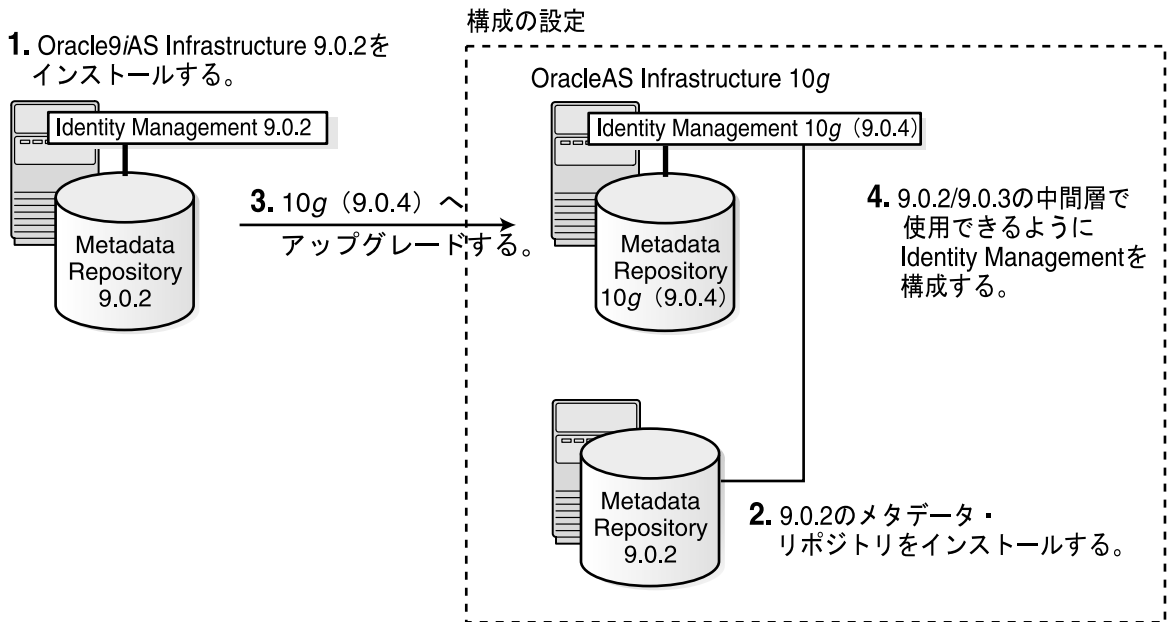 構成の設定
1. Oracle9iAS Infrastructure 9.0.2を
インストールする。
Identity Management 9.0.2
Metadata
Repository
9.0.2
3. 10g（9.0.4）へ
アップグレードする。
OracleAS Infrastructure 10g
Identity Management 10g（9.0.4）
Metadata
Repository
10g（9.0.4）
4. 9.0.2/9.0.3の中間層で
使用できるように
Identity Managementを
構成する。
Metadata
Repository
9.0.2
2. 9.0.2のメタデータ・
リポジトリをインストールする。